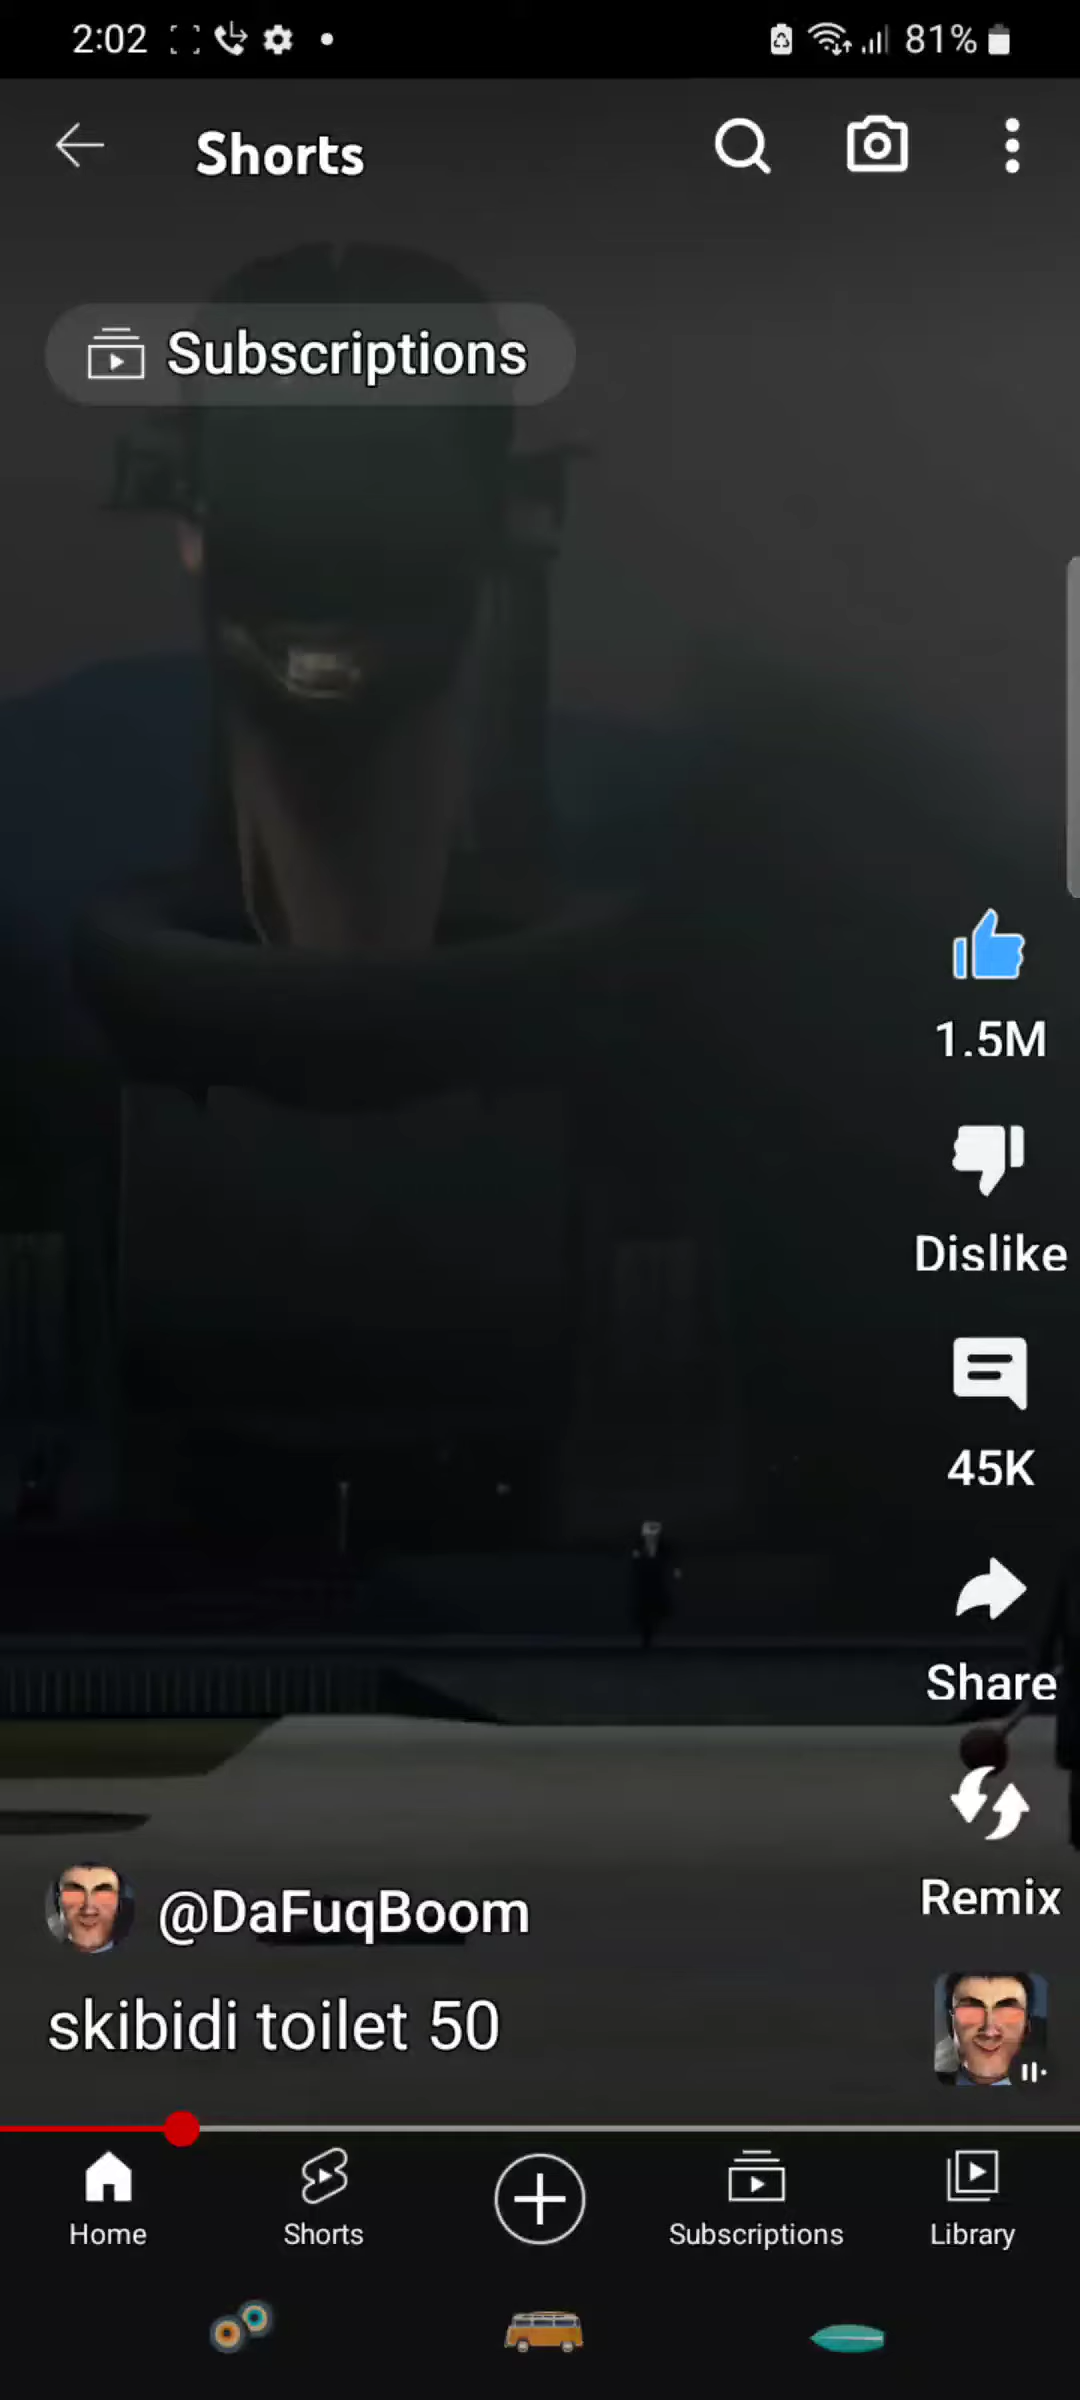 2:02
81%
Shorts
Subscriptions
1.5M
Dislike
45K
Share
Remix
@DaFuqBoom
skibidi toilet 50
Home
Shorts
Subscriptions
Library